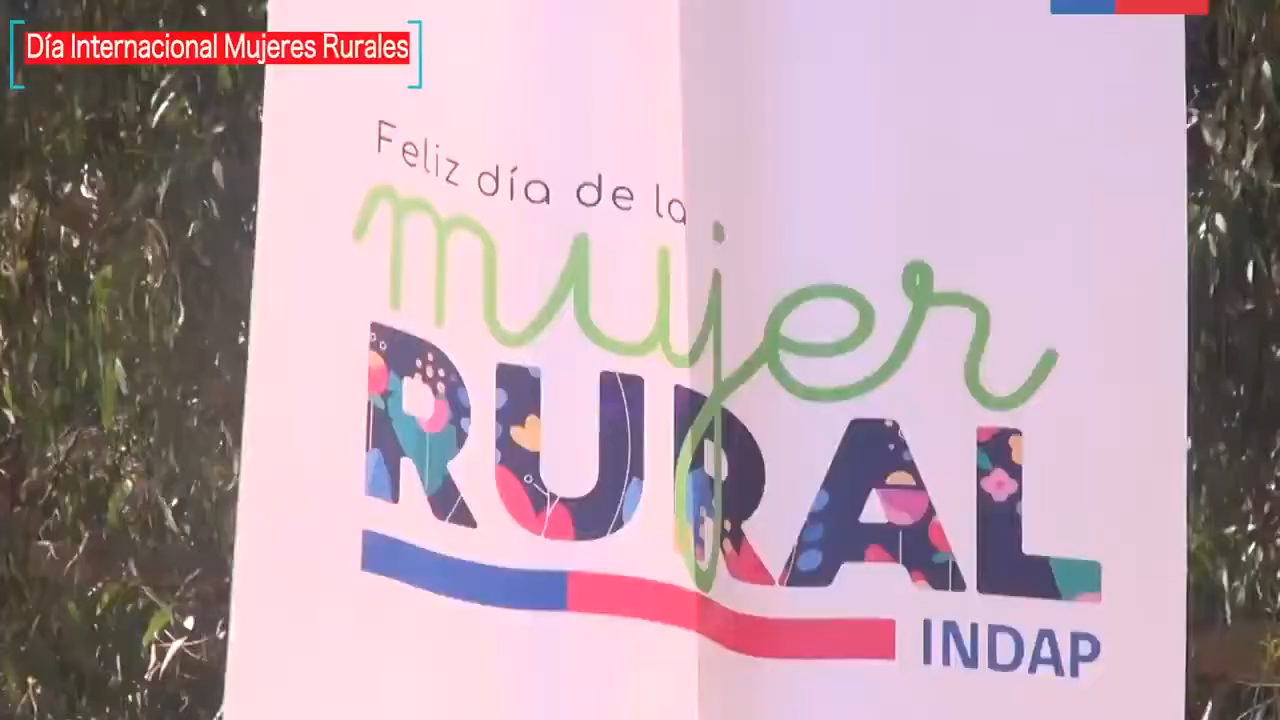 Día Internacional Mujeres Rurales
Feliz día de la
mujer
RURAL
INDAP